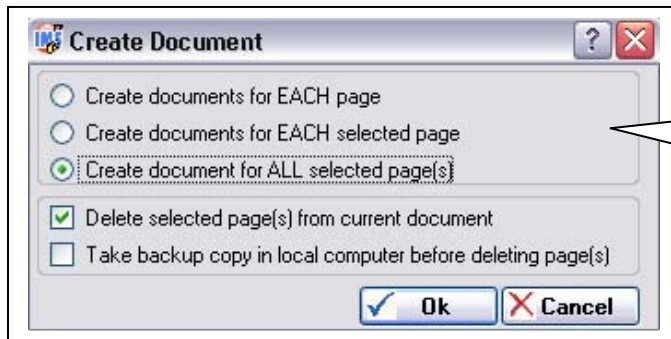 IMS
Create Document
?
Create documents for EACH page
Create documents for EACH selected page
Create document for ALL selected page(s)
Delete selected page(s) from current document
Take backup copy in local computer before deleting page(s)
Ok
Cancel